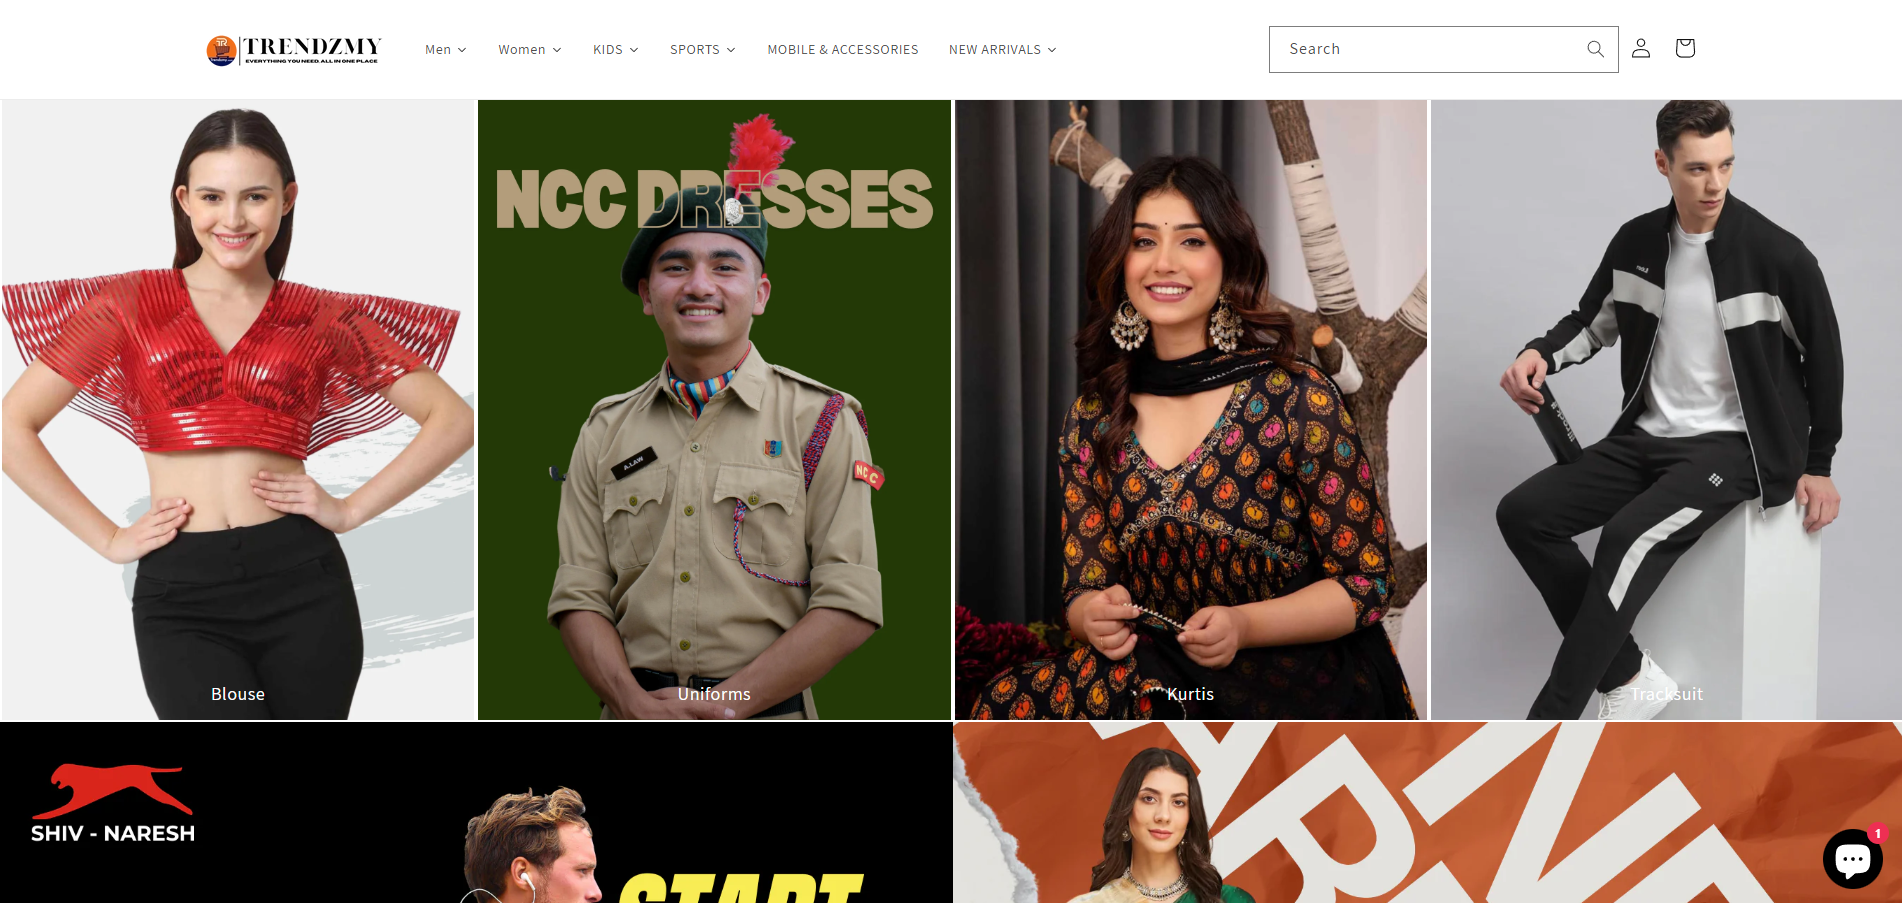 TRENDZMY
EVERYTHING YOU NEED, ALL IN ONE PLACE
Men
Women
KIDS
SPORTS
MOBILE & ACCESSORIES
NEW ARRIVALS
Search
NCC DRESSES
A.LAW
NCC
Blouse
Uniforms
Kurtis
Tracksuit
SHIV - NARESH
START
1